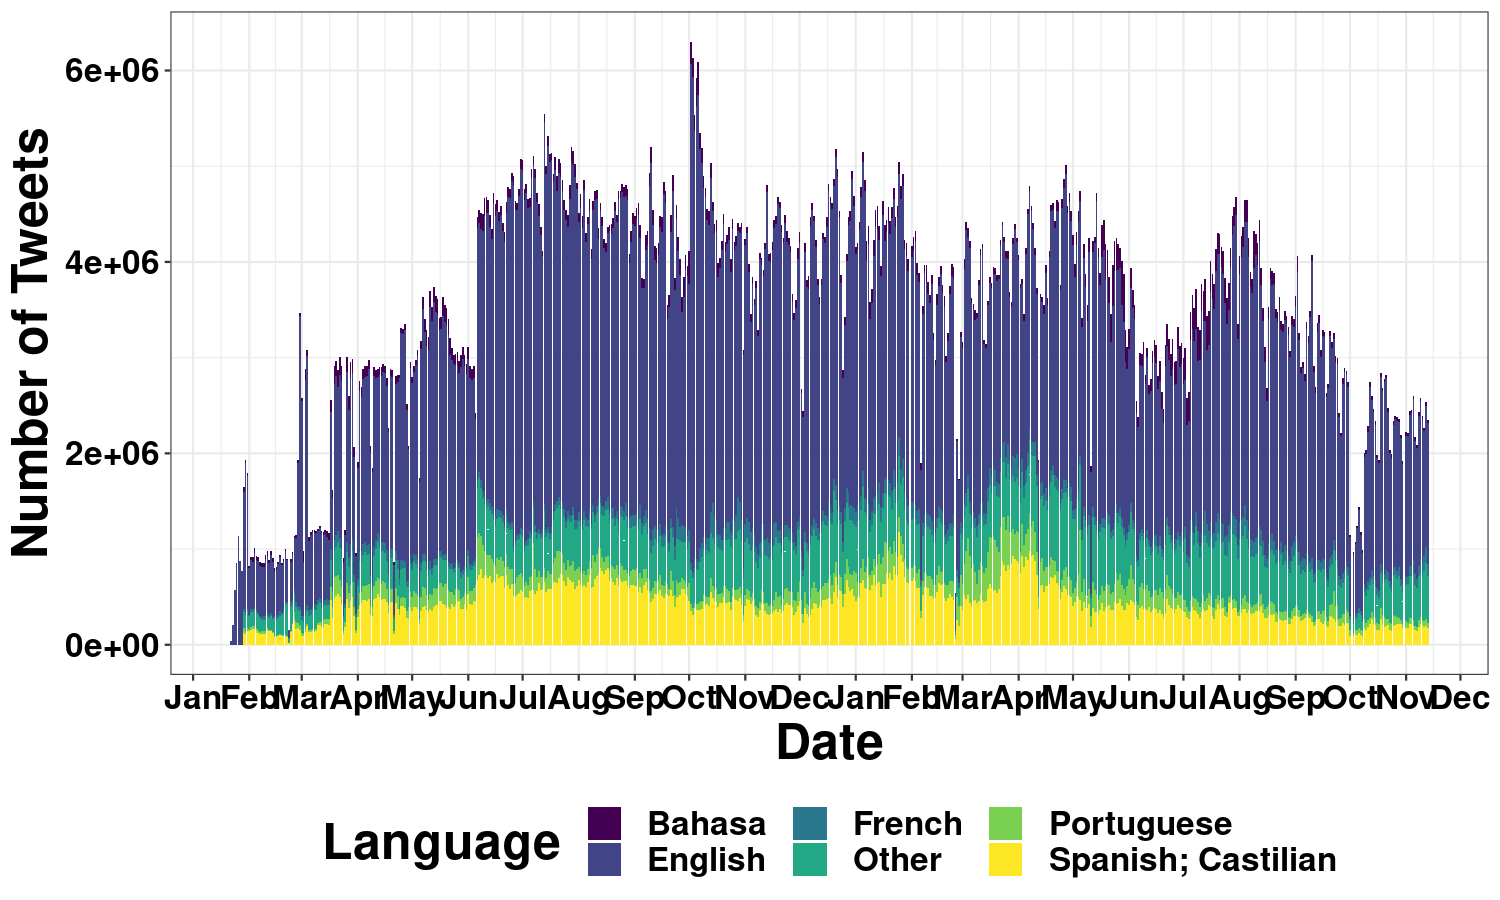 Number of Tweets
6e+06
4e+06
2e+06
0e+00
Jan Feb Mar Apr May Jun Jul Aug Sep Oct Nov Dec Jan Feb Mar Apr May Jun Jul Aug Sep Oct Nov Dec
Date
Language
Bahasa French Portuguese
English Other Spanish; Castilian